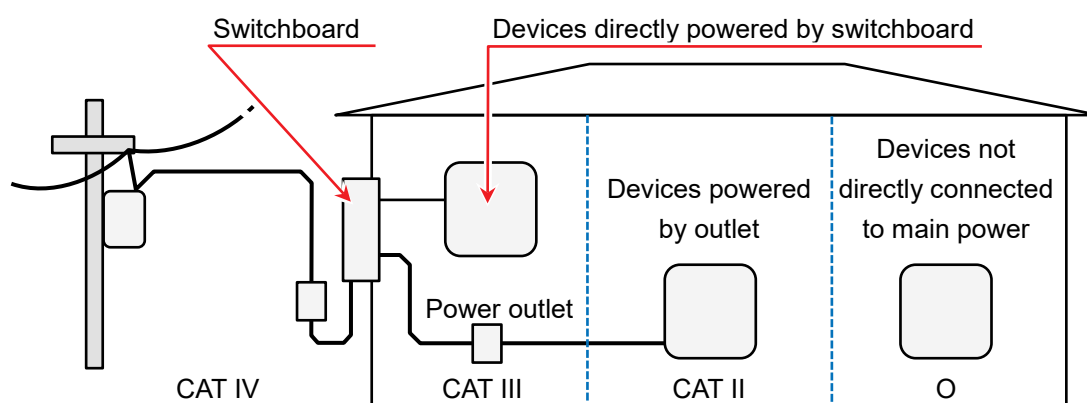 Switchboard
Devices directly powered by switchboard
Devices not
directly connected
to main power
Devices powered
by outlet
Power outlet
CAT IV
CAT III
CAT II
O